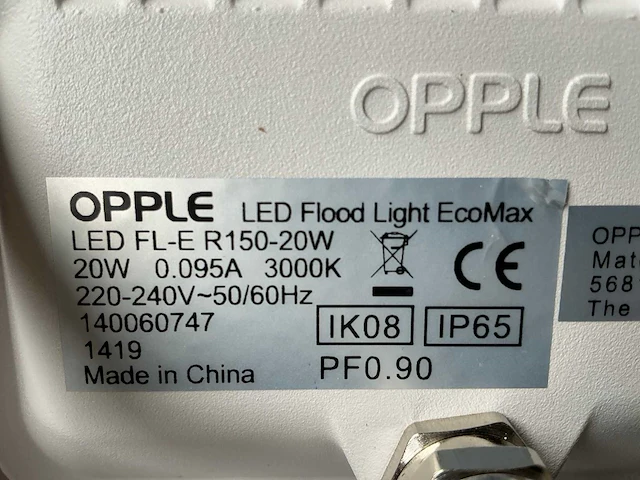 OPPLE
OPPLE LED Flood Light EcoMax
LED FL-E R150-20W
20W 0.095A 3000K
220-240V~50/60Hz
140060747
1419
Made in China
IK08 IP65
PF0.90
CE
OPP
Mat
568
The